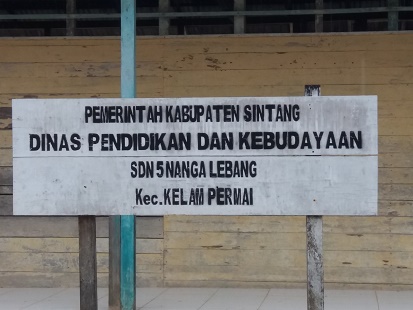 PEMERINTAH KABUPATEN SINTANG
DINAS PENDIDIKAN DAN KEBUDAYAAN
SDN 5 NANGA LEBANG
Kec. KELAM PERMAI